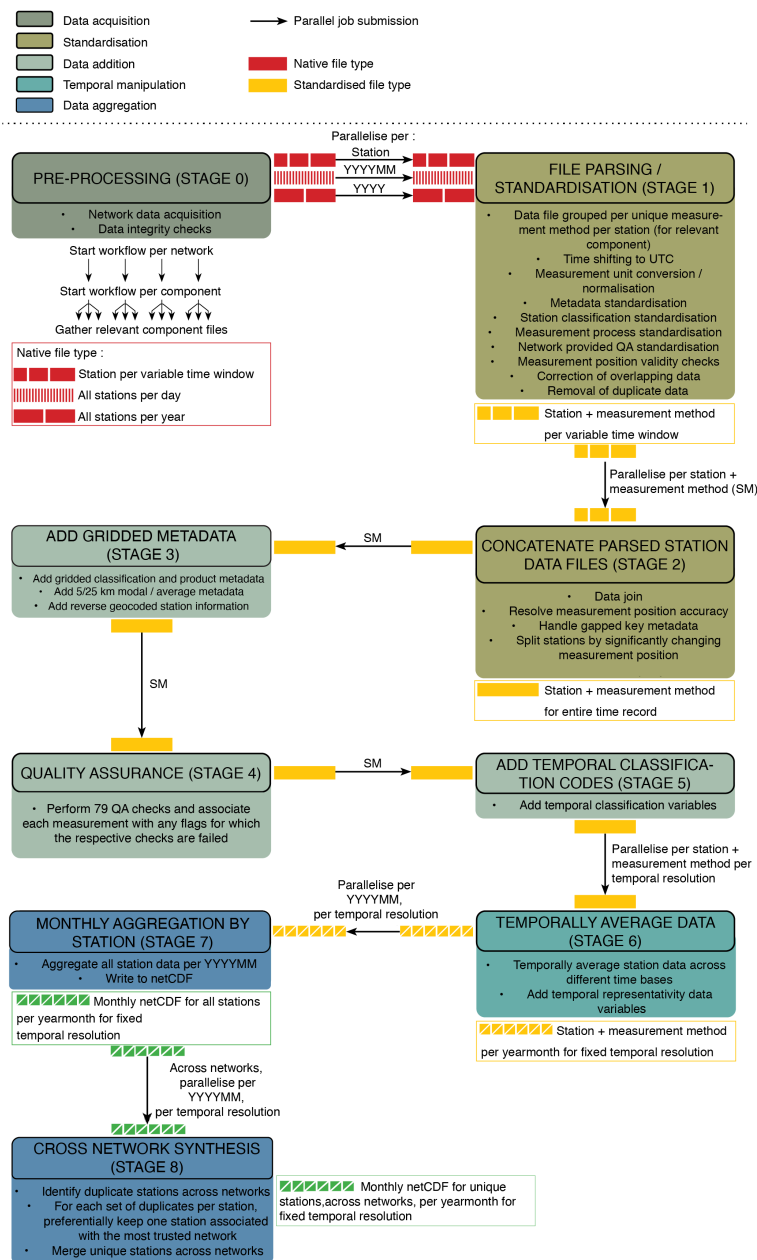 Data acquisition
Standardisation
Data addition
Temporal manipulation
Data aggregation
Parallel job submission
Native file type
Standardised file type
Parallelise per :
Station
YYYYMM
YYYY
PRE-PROCESSING (STAGE 0)
• Network data acquisition
• Data integrity checks
Start workflow per network
Start workflow per component
Gather relevant component files
Native file type :
Station per variable time window
All stations per day
All stations per year
FILE PARSING /
STANDARDISATION (STAGE 1)
• Data file grouped per unique measure-
ment method per station (for relevant
component)
• Time shifting to UTC
• Measurement unit conversion /
normalisation
• Metadata standardisation
• Station classification standardisation
• Measurement process standardisation
• Network provided QA standardisation
• Measurement position validity checks
• Correction of overlapping data
• Removal of duplicate data
Station + measurement method
per variable time window
Parallelise per station +
measurement method (SM)
CONCATENATE PARSED STATION
DATA FILES (STAGE 2)
• Data join
• Resolve measurement position accuracy
• Handle gapped key metadata
• Split stations by significantly changing
measurement position
Station + measurement method
for entire time record
SM
ADD GRIDDED METADATA
(STAGE 3)
• Add gridded classification and product metadata
• Add 5/25 km modal / average metadata
• Add reverse geocoded station information
SM
QUALITY ASSURANCE (STAGE 4)
• Perform 79 QA checks and associate
each measurement with any flags for which
the respective checks are failed
SM
ADD TEMPORAL CLASSIFICA-
TION CODES (STAGE 5)
• Add temporal classification variables
Parallelise per station +
measurement method per
temporal resolution
TEMPORALLY AVERAGE DATA
(STAGE 6)
• Temporally average station data across
different time bases
• Add temporal representativity data
variables
Station + measurement method
per yearmonth for fixed temporal resolution
Parallelise per
YYYYMM,
per temporal resolution
MONTHLY AGGREGATION BY
STATION (STAGE 7)
• Aggregate all station data per YYYYMM
• Write to netCDF
Monthly netCDF for all stations
per yearmonth for fixed
temporal resolution
Across networks,
parallelise per
YYYYMM,
per temporal resolution
CROSS NETWORK SYNTHESIS
(STAGE 8)
• Identify duplicate stations across networks
• For each set of duplicates per station,
preferentially keep one station associated
with the most trusted network
• Merge unique stations across networks
Monthly netCDF for unique
stations,across networks, per yearmonth for
fixed temporal resolution